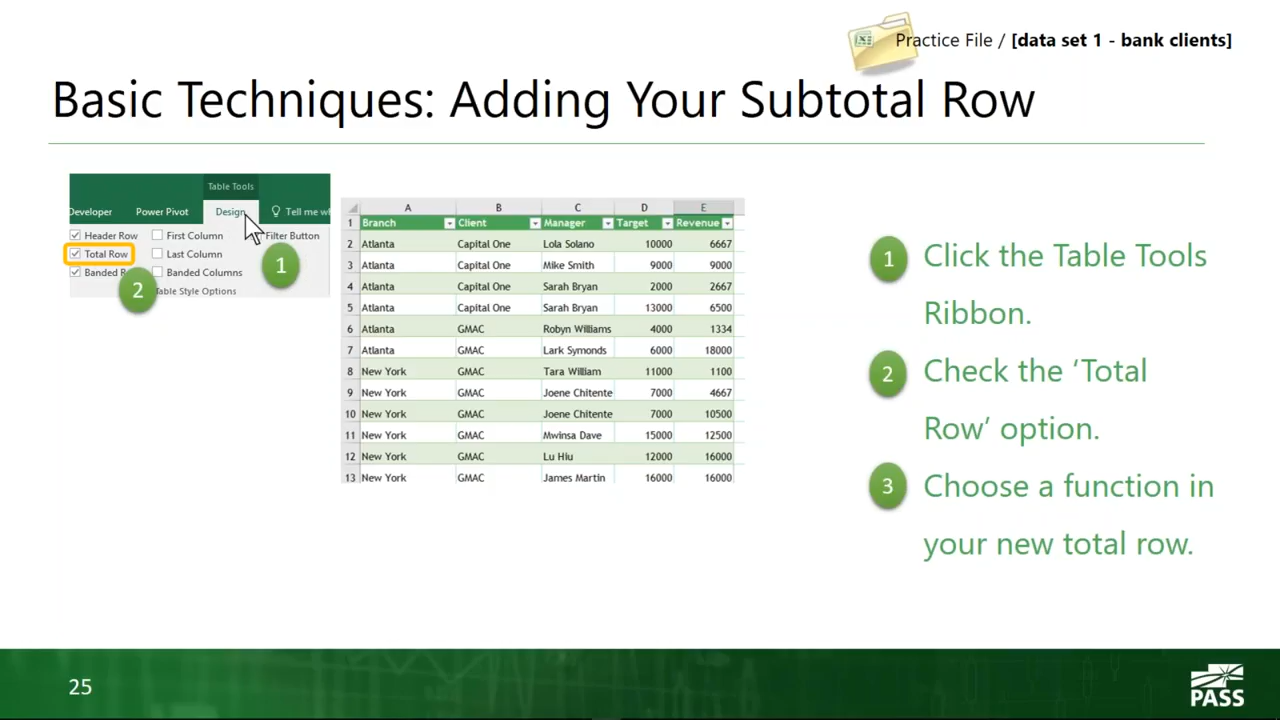 Practice File / [data set 1 - bank clients]
Basic Techniques: Adding Your Subtotal Row
Table Tools
Developer Power Pivot Design Tell me wh
Header Row First Column Filter Button
Total Row Last Column
Banded R Banded Columns
Table Style Options
1
2
A B C D E
1 Branch Client Manager Target Revenue
2 Atlanta Capital One Lola Solano 10000 6667
3 Atlanta Capital One Mike Smith 9000 9000
4 Atlanta Capital One Sarah Bryan 2000 2667
5 Atlanta Capital One Sarah Bryan 13000 6500
6 Atlanta GMAC Robyn Williams 4000 1334
7 Atlanta GMAC Lark Symonds 6000 18000
8 New York GMAC Tara William 11000 1100
9 New York GMAC Joene Chitente 7000 4667
10 New York GMAC Joene Chitente 7000 10500
11 New York GMAC Mwinsa Dave 15000 12500
12 New York GMAC Lu Hiu 12000 16000
13 New York GMAC James Martin 16000 16000
1 Click the Table Tools
Ribbon.
2 Check the ‘Total
Row’ option.
3 Choose a function in
your new total row.
25
PASS